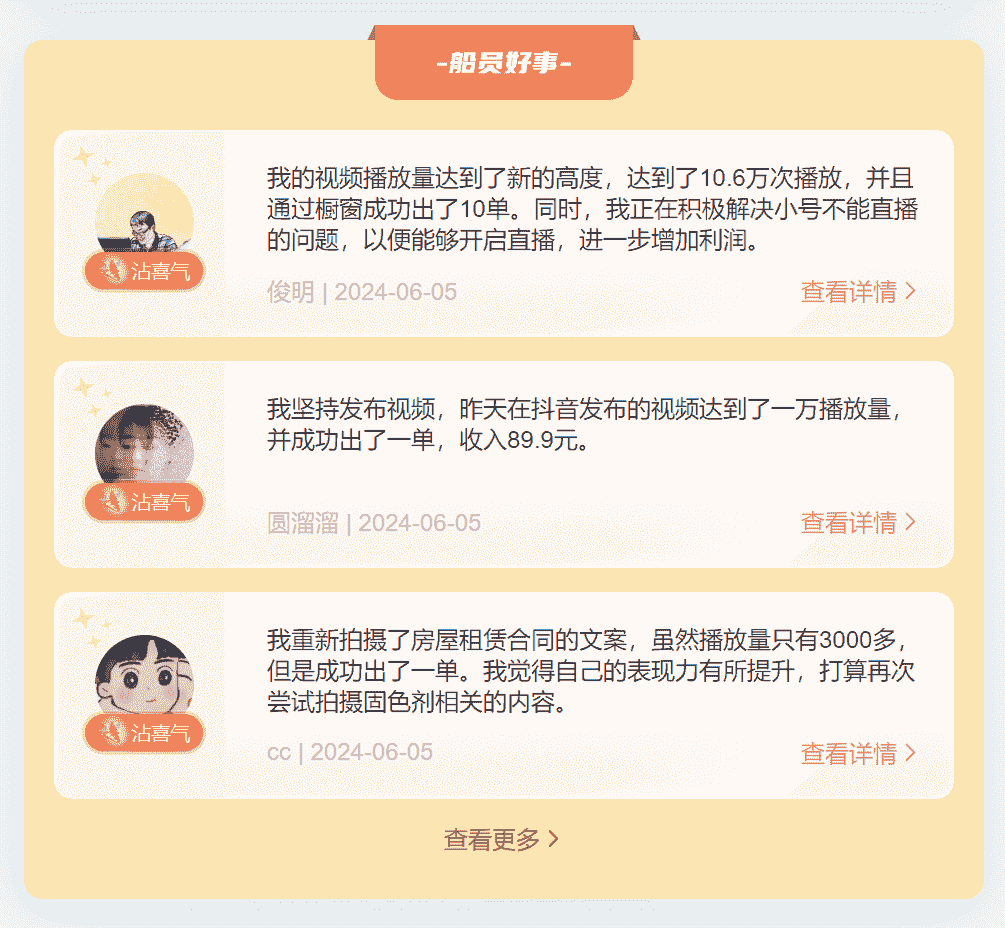 -船员好事-
我的视频播放量达到了新的高度，达到了10.6万次播放，并且
通过橱窗成功出了10单。同时，我正在积极解决小号不能直播
的问题，以便能够开启直播，进一步增加利润。
沾喜气
俊明 | 2024-06-05
查看详情 >
我坚持发布视频，昨天在抖音发布的视频达到了一万播放量，
并成功出了一单，收入89.9元。
沾喜气
圆溜溜 | 2024-06-05
查看详情 >
我重新拍摄了房屋租赁合同的文案，虽然播放量只有3000多，
但是成功出了一单。我觉得自己的表现力有所提升，打算再次
尝试拍摄固色剂相关的内容。
沾喜气
cc | 2024-06-05
查看详情 >
查看更多 >